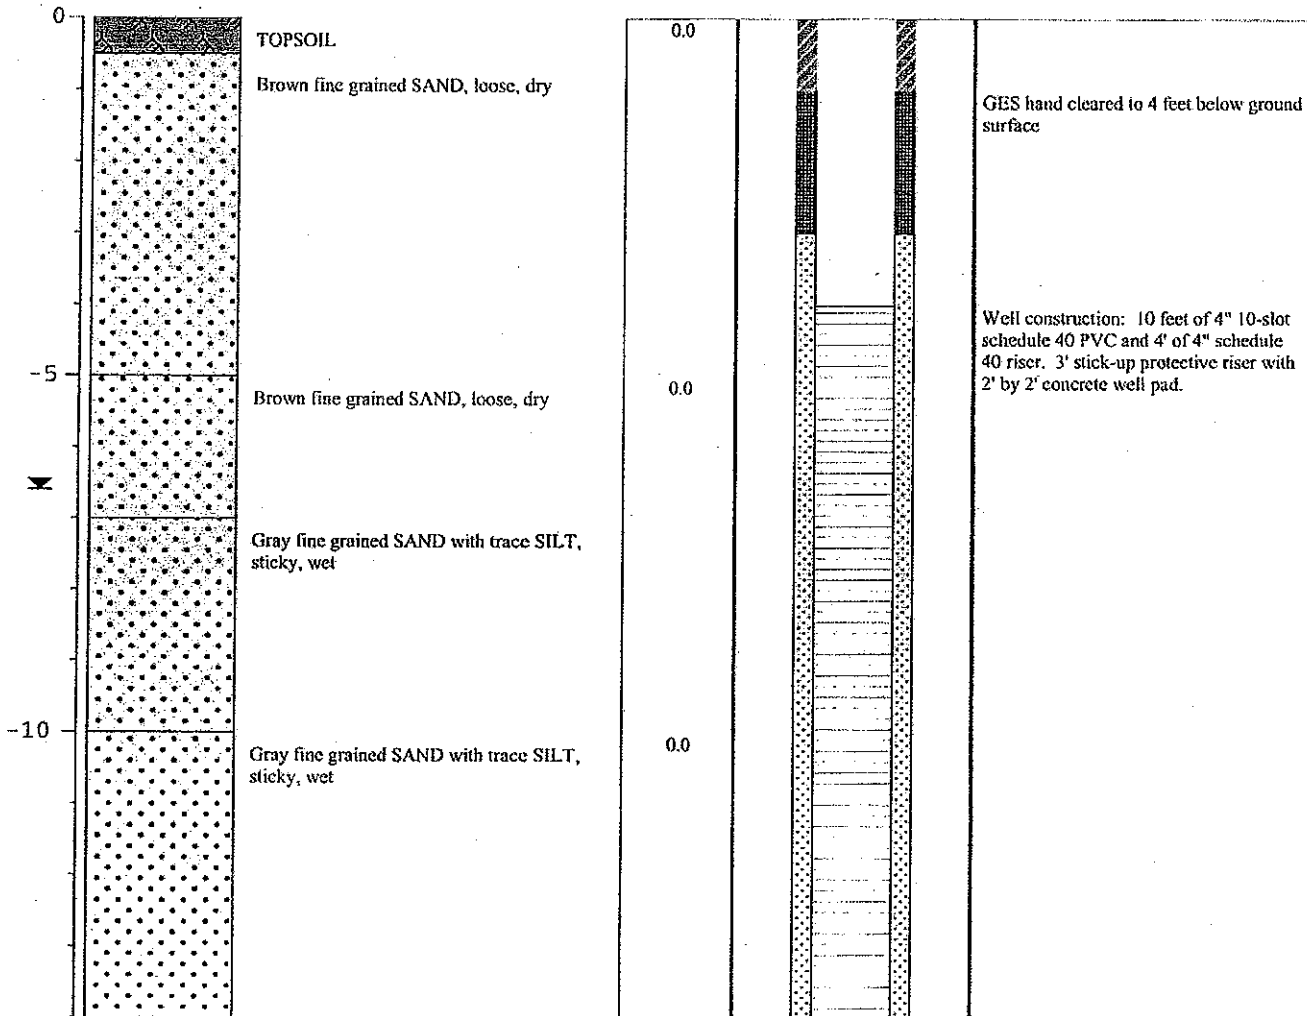 0
TOPSOIL
Brown fine grained SAND, loose, dry
-5
Brown fine grained SAND, loose, dry
Gray fine grained SAND with trace SILT,
sticky, wet
-10
Gray fine grained SAND with trace SILT,
sticky, wet
0.0
0.0
0.0
GES hand cleared to 4 feet below ground
surface
Well construction: 10 feet of 4" 10-slot
schedule 40 PVC and 4' of 4" schedule
40 riser. 3' stick-up protective riser with
2' by 2' concrete well pad.